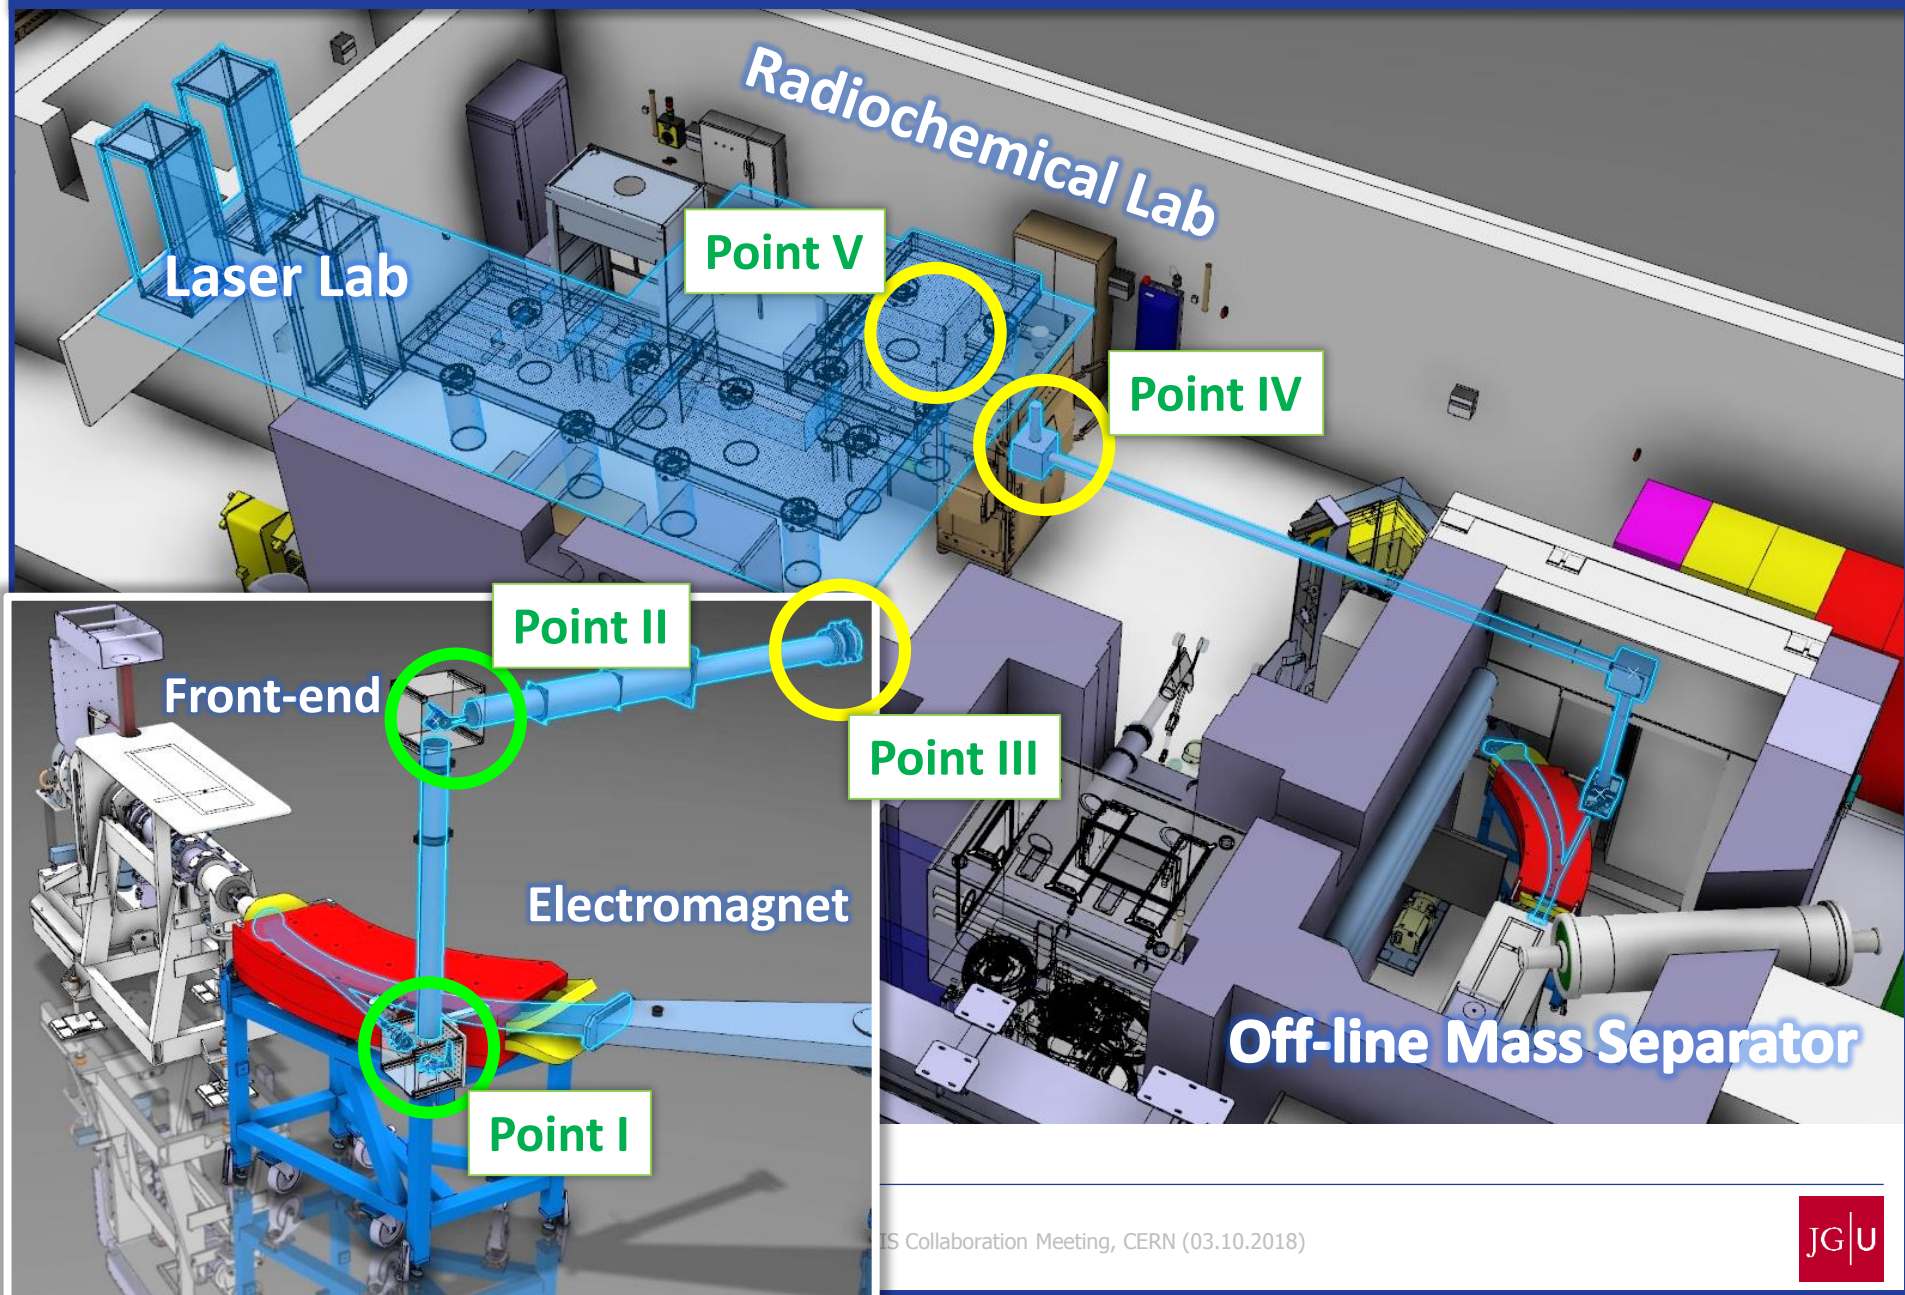 Radiochemical Lab
Laser Lab
Point V
Point IV
Point II
Front-end
Point III
Electromagnet
Off-line Mass Separator
Point I
IS Collaboration Meeting, CERN (03.10.2018)
JG|U